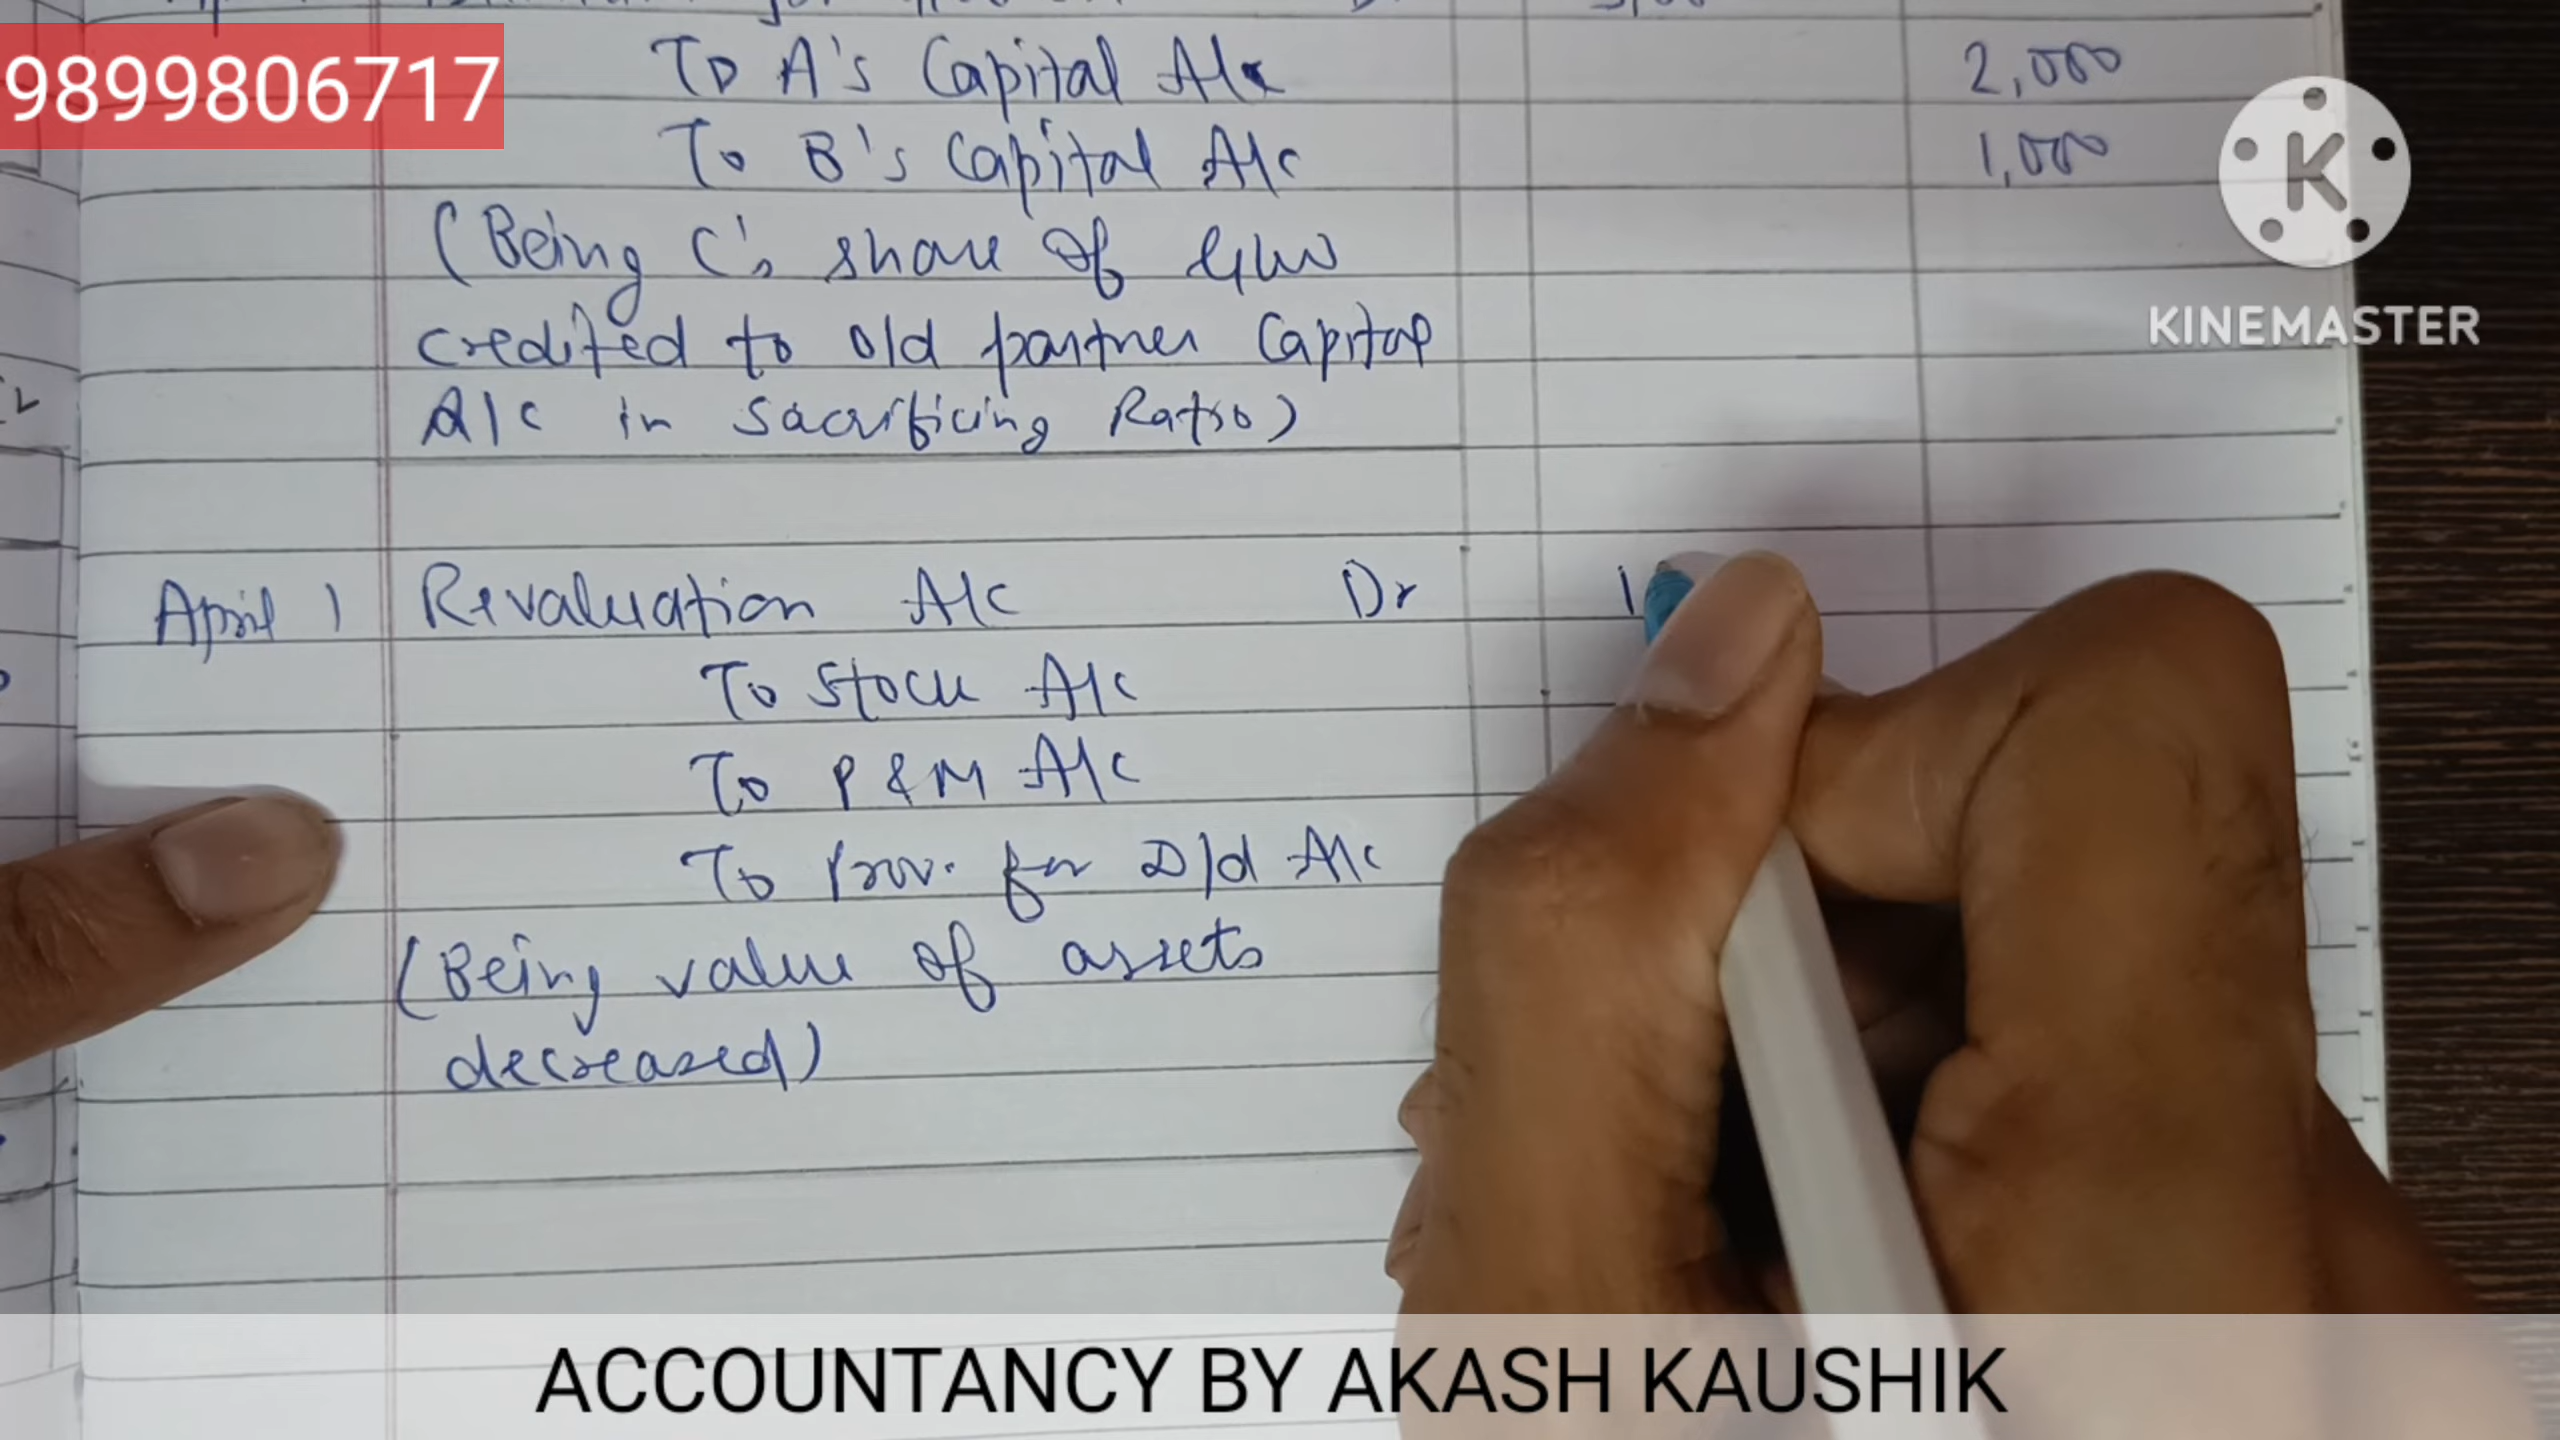 9899806717
To A's Capital A/c 2,000
To B's Capital A/c 1,000
(Being C's share of G/W
credited to old partner Capital
A/c in Sacrificing Ratio)
KINEMASTER
April 1 Revaluation A/c Dr 1
To Stock A/c
To P & M A/c
To Prov. for D/d A/c
(Being value of assets
decreased)
ACCOUNTANCY BY AKASH KAUSHIK